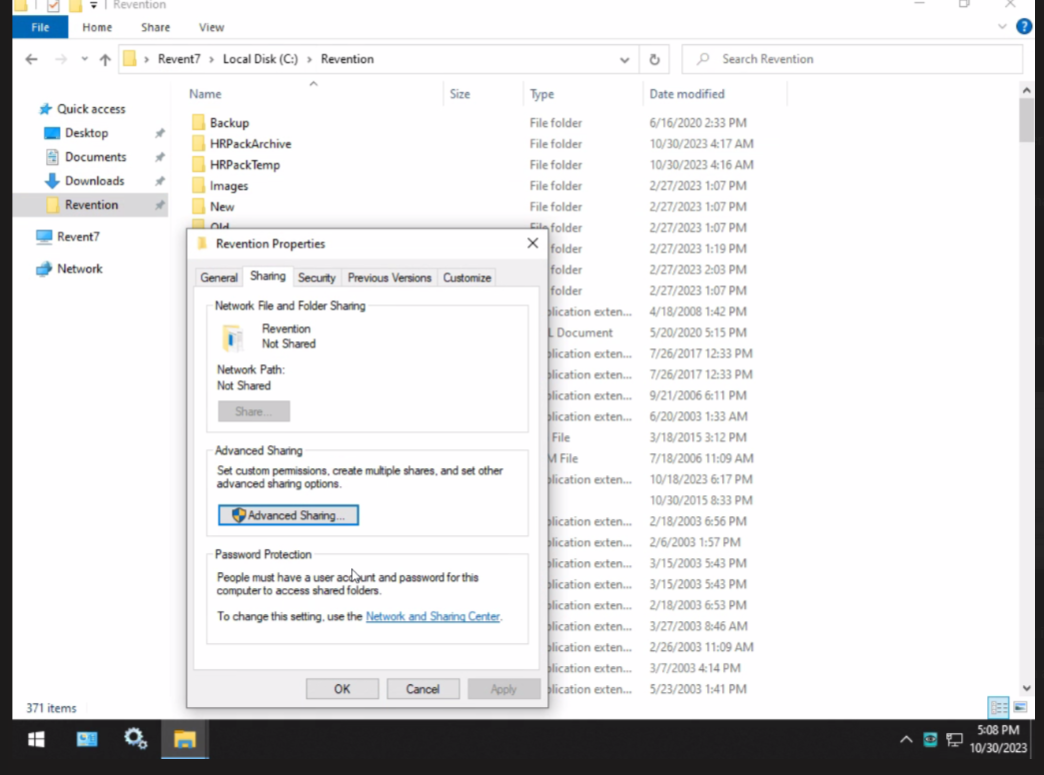 Revention
File Home Share View
Revent7 › Local Disk (C:) › Revention
Search Revention
Name Size Type Date modified
Quick access
Desktop
Documents
Downloads
Revention
Revent7
Network
Backup File folder 6/16/2020 2:33 PM
HRPackArchive File folder 10/30/2023 4:17 AM
HRPackTemp File folder 10/30/2023 4:16 AM
Images File folder 2/27/2023 1:07 PM
New File folder 2/27/2023 1:07 PM
Old File folder 2/27/2023 1:07 PM
folder 2/27/2023 1:19 PM
folder 2/27/2023 2:03 PM
folder 2/27/2023 1:07 PM
plication exten... 4/18/2008 1:42 PM
L Document 5/20/2020 5:15 PM
plication exten... 7/26/2017 12:33 PM
plication exten... 7/26/2017 12:33 PM
plication exten... 9/21/2006 6:11 PM
plication exten... 6/20/2003 1:33 AM
File 3/18/2015 3:12 PM
M File 7/18/2006 11:09 AM
plication exten... 10/18/2023 6:17 PM
10/30/2015 8:33 PM
plication exten... 2/18/2003 6:56 PM
plication exten... 2/6/2003 1:57 PM
plication exten... 3/15/2003 5:43 PM
plication exten... 3/15/2003 5:43 PM
plication exten... 2/18/2003 6:53 PM
plication exten... 3/27/2003 8:46 AM
plication exten... 2/26/2003 11:09 AM
plication exten... 3/7/2003 4:14 PM
plication exten... 5/23/2003 1:41 PM
Revention Properties
General Sharing Security Previous Versions Customize
Network File and Folder Sharing
Revention
Not Shared
Network Path:
Not Shared
Share...
Advanced Sharing
Set custom permissions, create multiple shares, and set other
advanced sharing options.
Advanced Sharing...
Password Protection
People must have a user account and password for this
computer to access shared folders.
To change this setting, use the Network and Sharing Center.
OK Cancel Apply
371 items
5:08 PM
10/30/2023